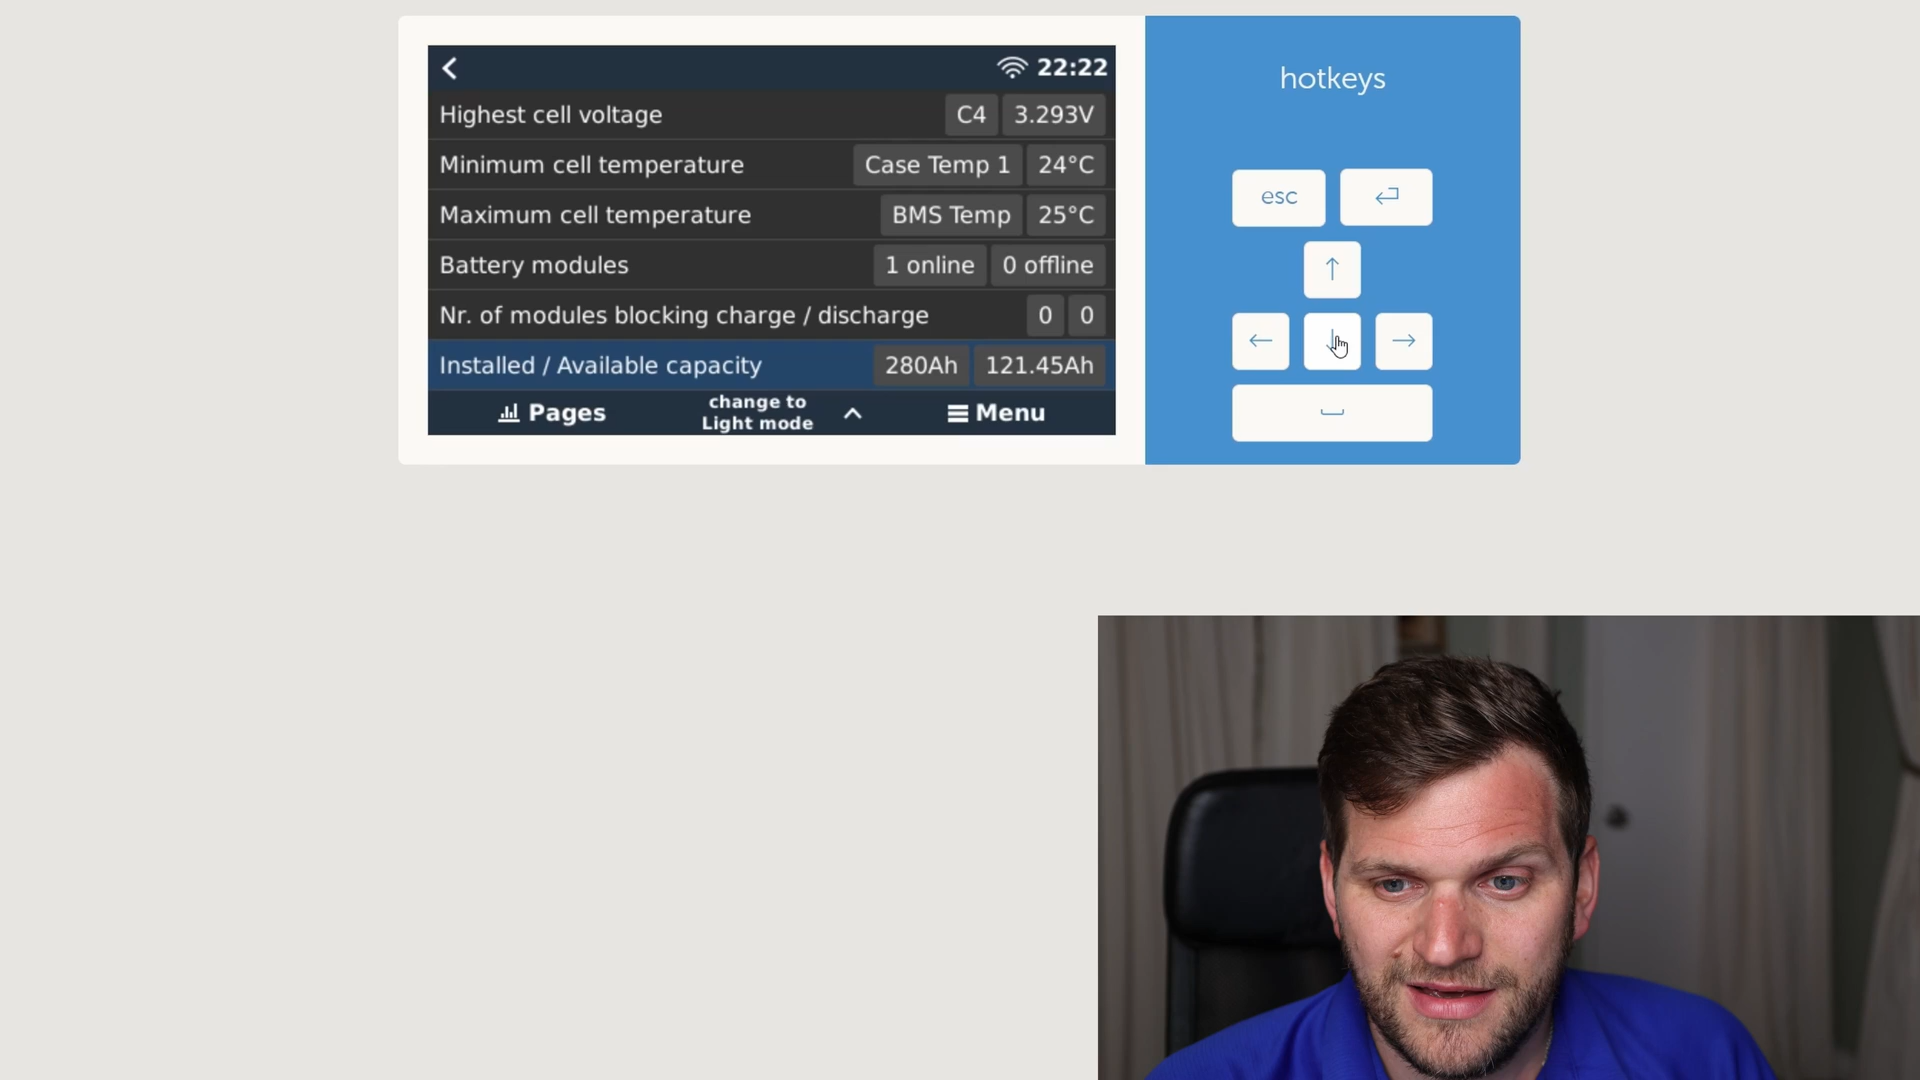 22:22
Highest cell voltage C4 3.293V
Minimum cell temperature Case Temp 1 24°C
Maximum cell temperature BMS Temp 25°C
Battery modules 1 online 0 offline
Nr. of modules blocking charge / discharge 0 0
Installed / Available capacity 280Ah 121.45Ah
Pages
change to
Light mode
Menu
hotkeys
esc